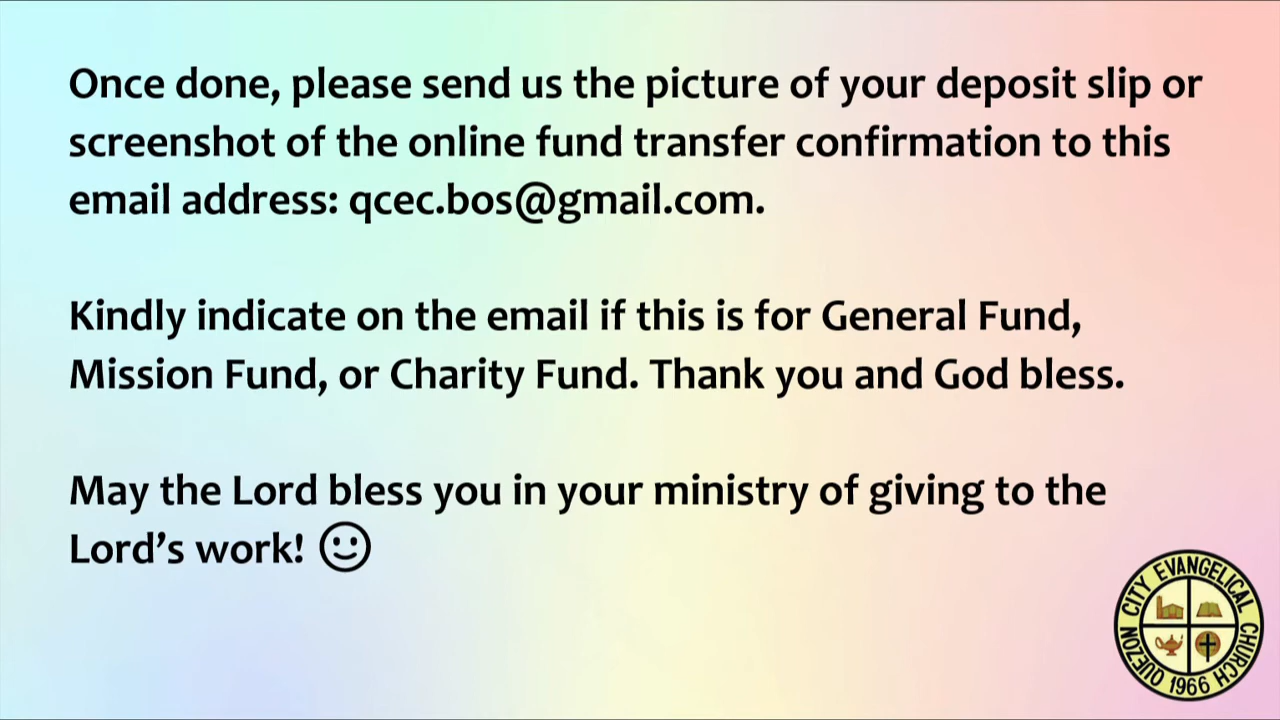 Once done, please send us the picture of your deposit slip or
screenshot of the online fund transfer confirmation to this
email address: qcec.bos@gmail.com.
Kindly indicate on the email if this is for General Fund,
Mission Fund, or Charity Fund. Thank you and God bless.
May the Lord bless you in your ministry of giving to the
Lord’s work! ☺
QUEZON CITY EVANGELICAL CHURCH
1966